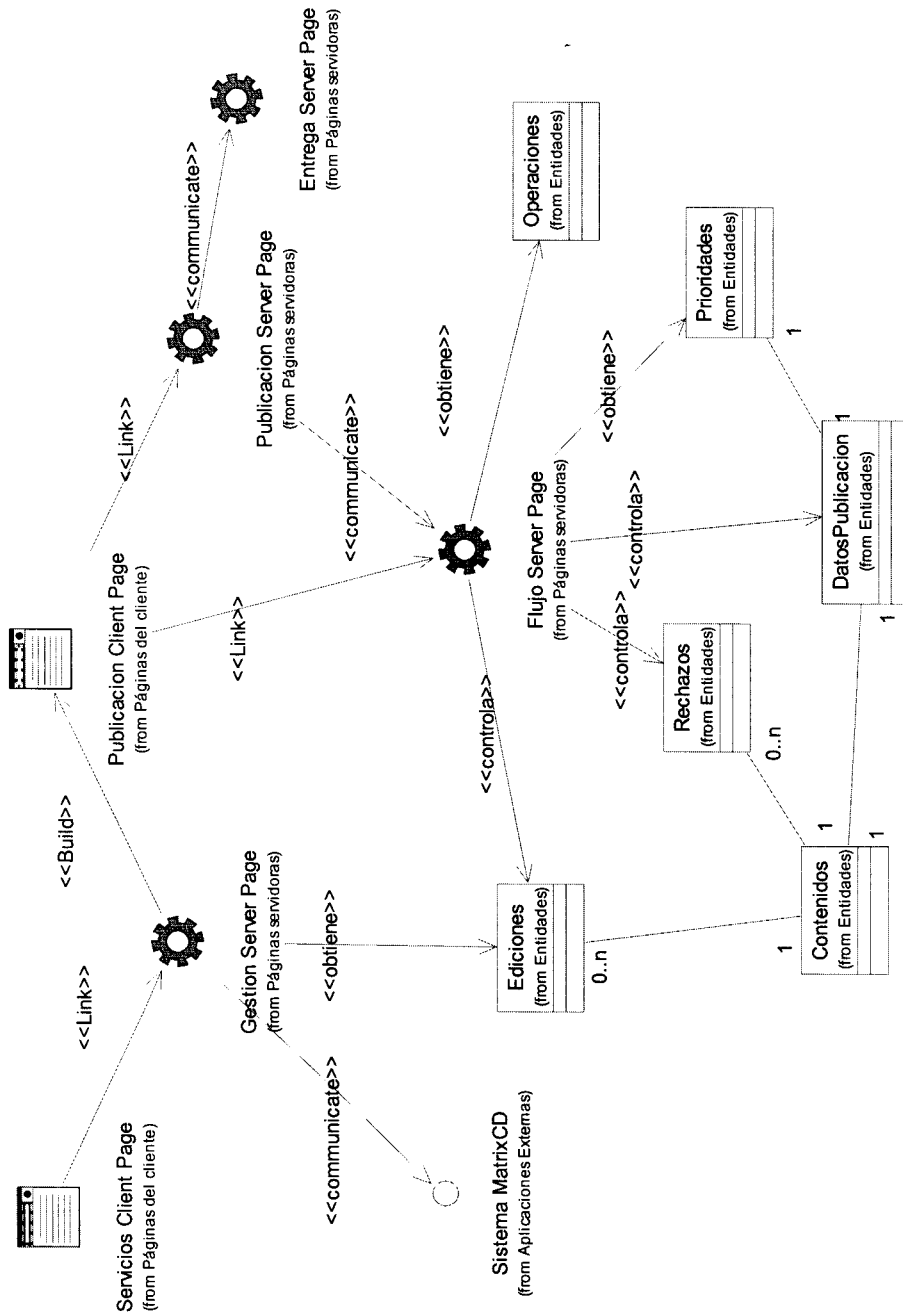 Servicios Client Page
(from Páginas del cliente)
<<Link>>
Gestion Server Page
(from Páginas servidoras)
<<Build>>
Publicacion Client Page
(from Páginas del cliente)
<<Link>>
Publicacion Server Page
(from Páginas servidoras)
<<communicate>>
Entrega Server Page
(from Páginas servidoras)
<<communicate>>
Sistema MatrixCD
(from Aplicaciones Externas)
<<obtiene>>
<<Link>>
<<communicate>>
Flujo Server Page
(from Páginas servidoras)
<<controla>>
<<obtiene>>
Ediciones
(from Entidades)
0..n
Operaciones
(from Entidades)
<<controla>>
<<controla>>
<<obtiene>>
Rechazos
(from Entidades)
0..n
Prioridades
(from Entidades)
1
1
Contenidos
(from Entidades)
1
1
DatosPublicacion
(from Entidades)
1
1